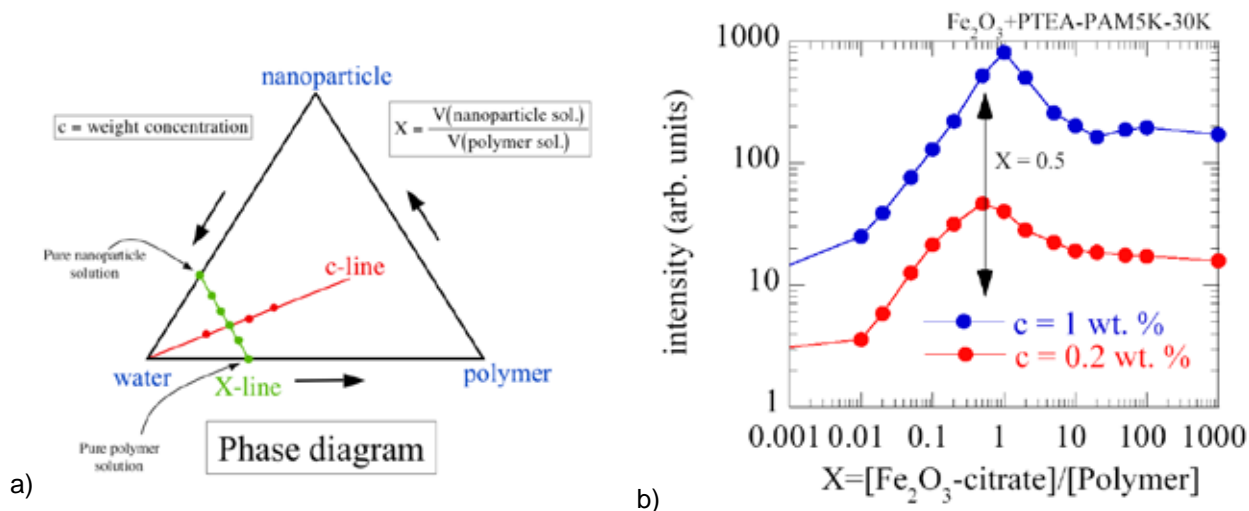 nanoparticle
c = weight concentration
X = V(nanoparticle sol.)
V(polymer sol.)
Pure nanoparticle
solution
c-line
water
X-line
polymer
Pure polymer
solution
Phase diagram
a)
Fe₂O₃+PTEA-PAM5K-30K
1000
100
10
1
intensity (arb. units)
X = 0.5
c = 1 wt. %
c = 0.2 wt. %
0.001 0.01 0.1 1 10 100 1000
X=[Fe₂O₃-citrate]/[Polymer]
b)